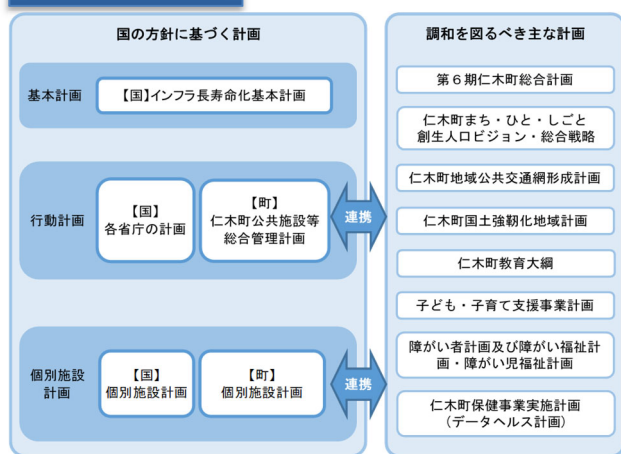 国の方針に基づく計画
基本計画
【国】インフラ長寿命化基本計画
行動計画
【国】
各省庁の計画
【町】
仁木町公共施設等
総合管理計画
連携
個別施設
計画
【国】
個別施設計画
【町】
個別施設計画
連携
調和を図るべき主な計画
第６期仁木町総合計画
仁木町まち・ひと・しごと
創生人口ビジョン・総合戦略
仁木町地域公共交通網形成計画
仁木町国土強靭化地域計画
仁木町教育大綱
子ども・子育て支援事業計画
障がい者計画及び障がい福祉計
画・障がい児福祉計画
仁木町保健事業実施計画
（データヘルス計画）